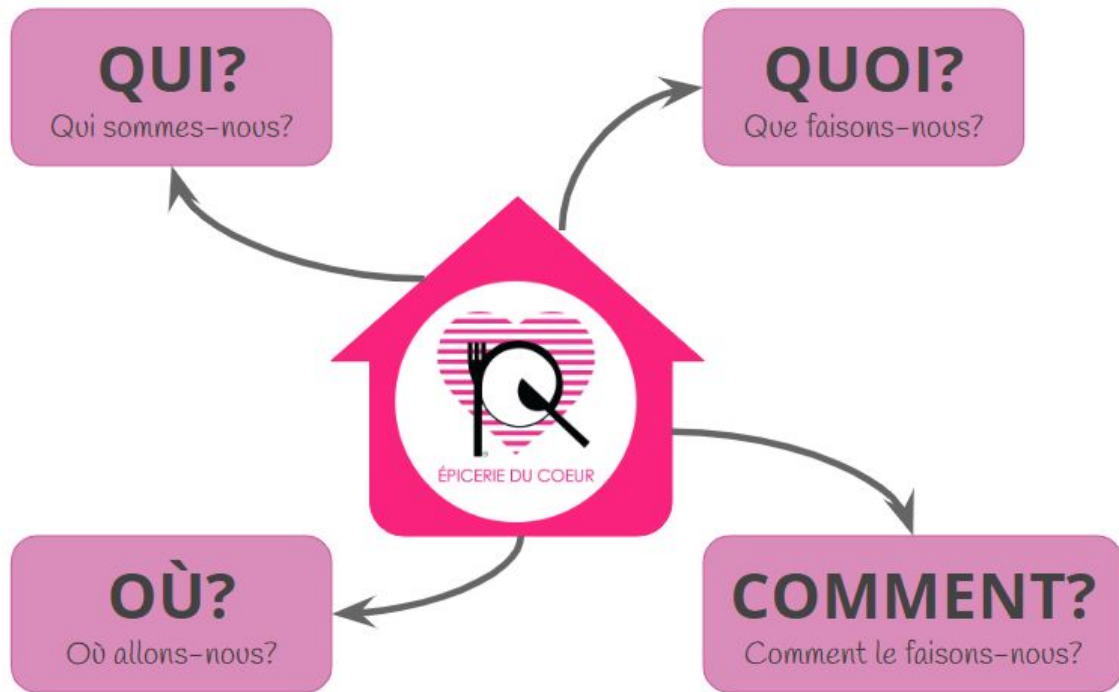 QUI?
Qui sommes-nous?
QUOI?
Que faisons-nous?
ÉPICERIE DU COEUR
OÙ?
Où allons-nous?
COMMENT?
Comment le faisons-nous?